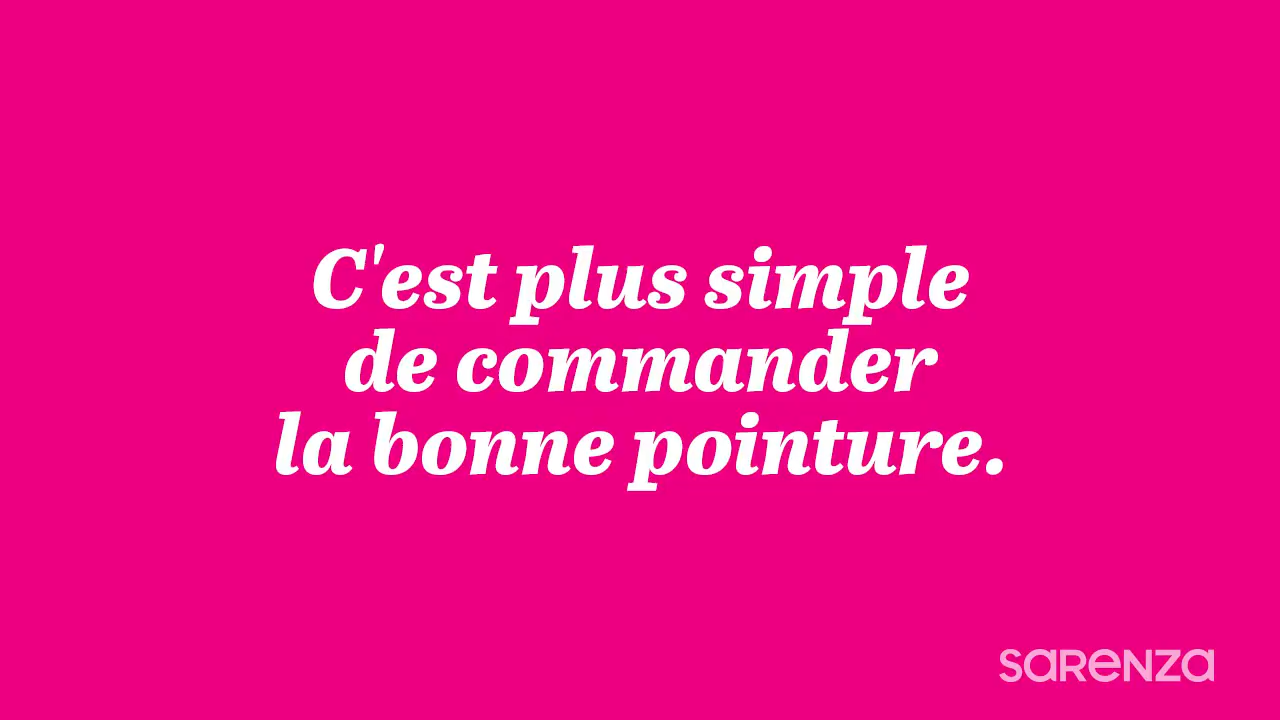 C'est plus simple
de commander
la bonne pointure.
sarenza